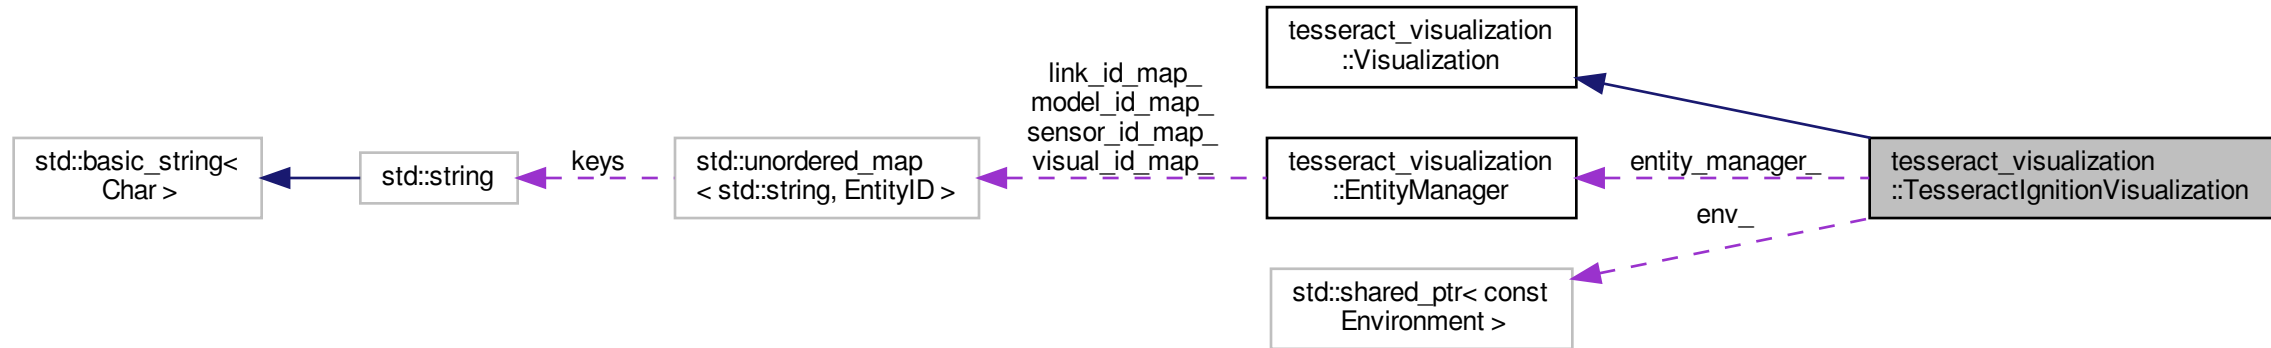 tesseract_visualization
::Visualization
link_id_map_
model_id_map_
sensor_id_map_
visual_id_map_
std::basic_string<
Char >
std::string
keys
std::unordered_map
< std::string, EntityID >
tesseract_visualization
::EntityManager
entity_manager_
tesseract_visualization
::TesseractIgnitionVisualization
env_
std::shared_ptr< const
Environment >